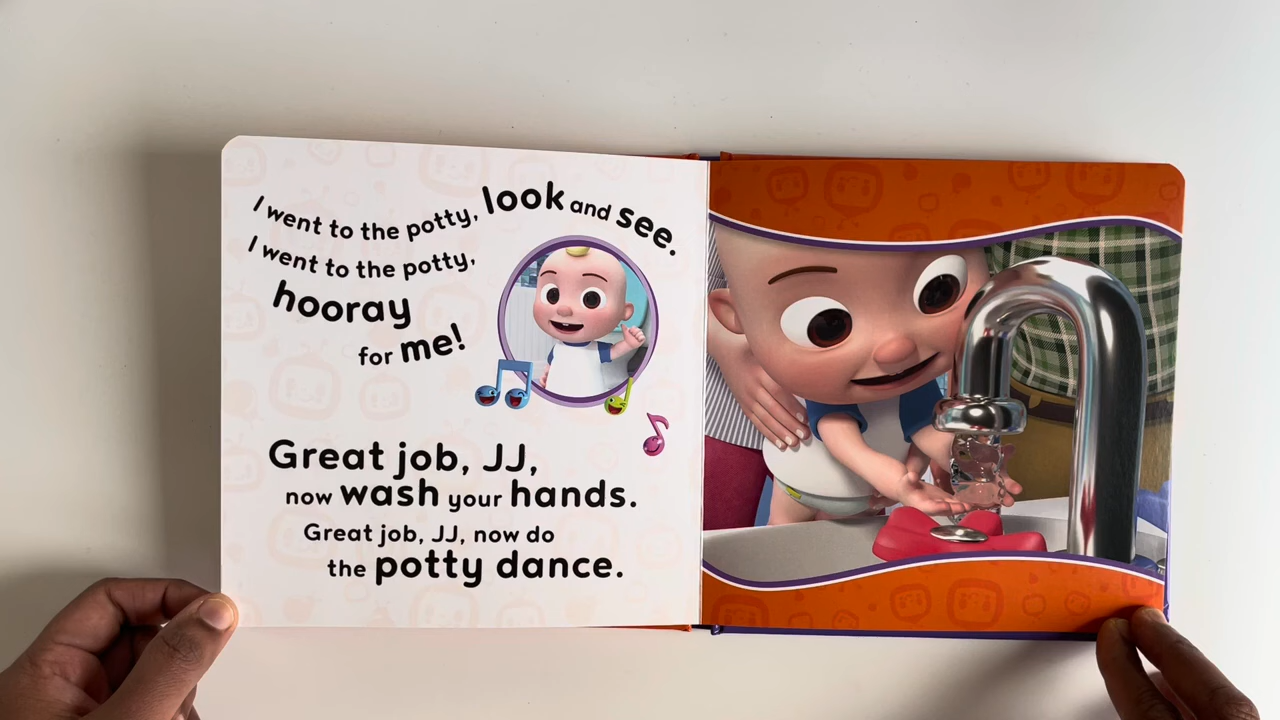 I went to the potty, look and see.
I went to the potty,
hooray
for me!
Great job, JJ,
now wash your hands.
Great job, JJ, now do
the potty dance.